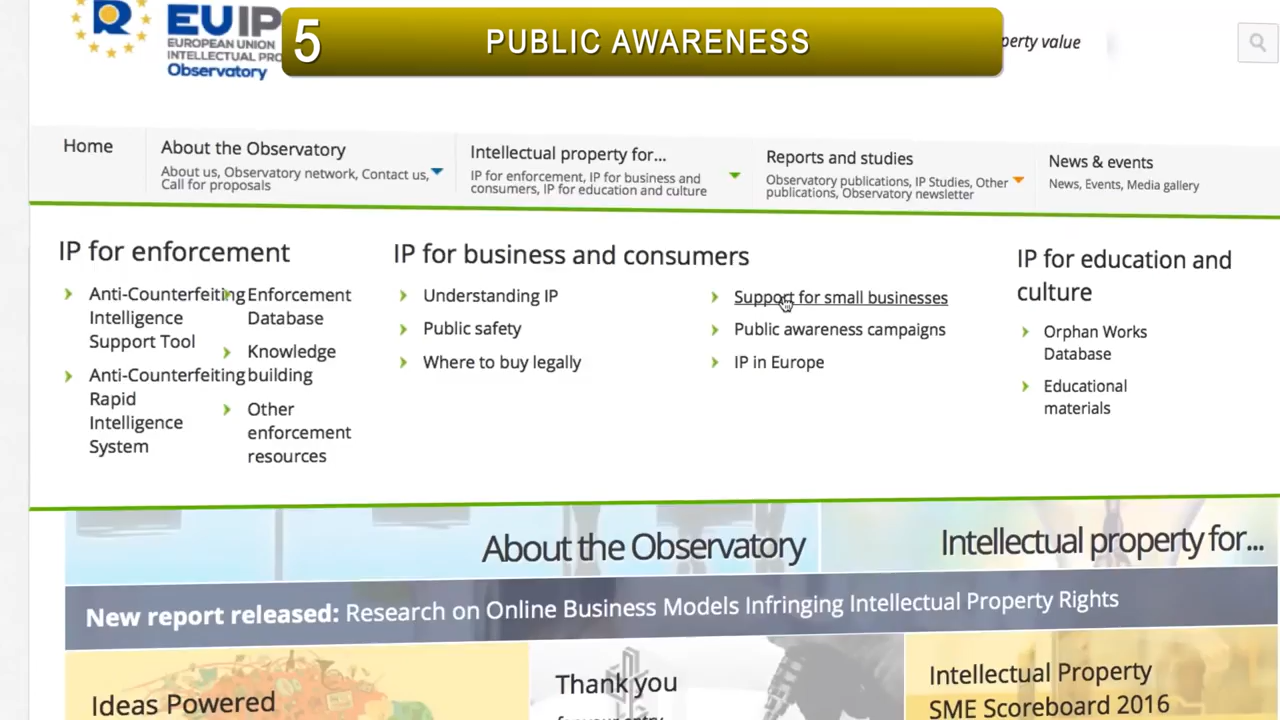 5
PUBLIC AWARENESS
EUIP
EUROPEAN UNION
INTELLECTUAL PRO
Observatory
perty value
Home
About the Observatory
About us, Observatory network, Contact us,
Call for proposals
Intellectual property for...
IP for enforcement, IP for business and
consumers, IP for education and culture
Reports and studies
Observatory publications, IP Studies, Other
publications, Observatory newsletter
News & events
News, Events, Media gallery
IP for enforcement
Anti-Counterfeiting
Intelligence
Support Tool
Anti-Counterfeiting
Rapid
Intelligence
System
Enforcement
Database
Knowledge
building
Other
enforcement
resources
IP for business and consumers
Understanding IP
Public safety
Where to buy legally
Support for small businesses
Public awareness campaigns
IP in Europe
IP for education and
culture
Orphan Works
Database
Educational
materials
About the Observatory
Intellectual property for...
New report released: Research on Online Business Models Infringing Intellectual Property Rights
Ideas Powered
Thank you
for your entry
Intellectual Property
SME Scoreboard 2016